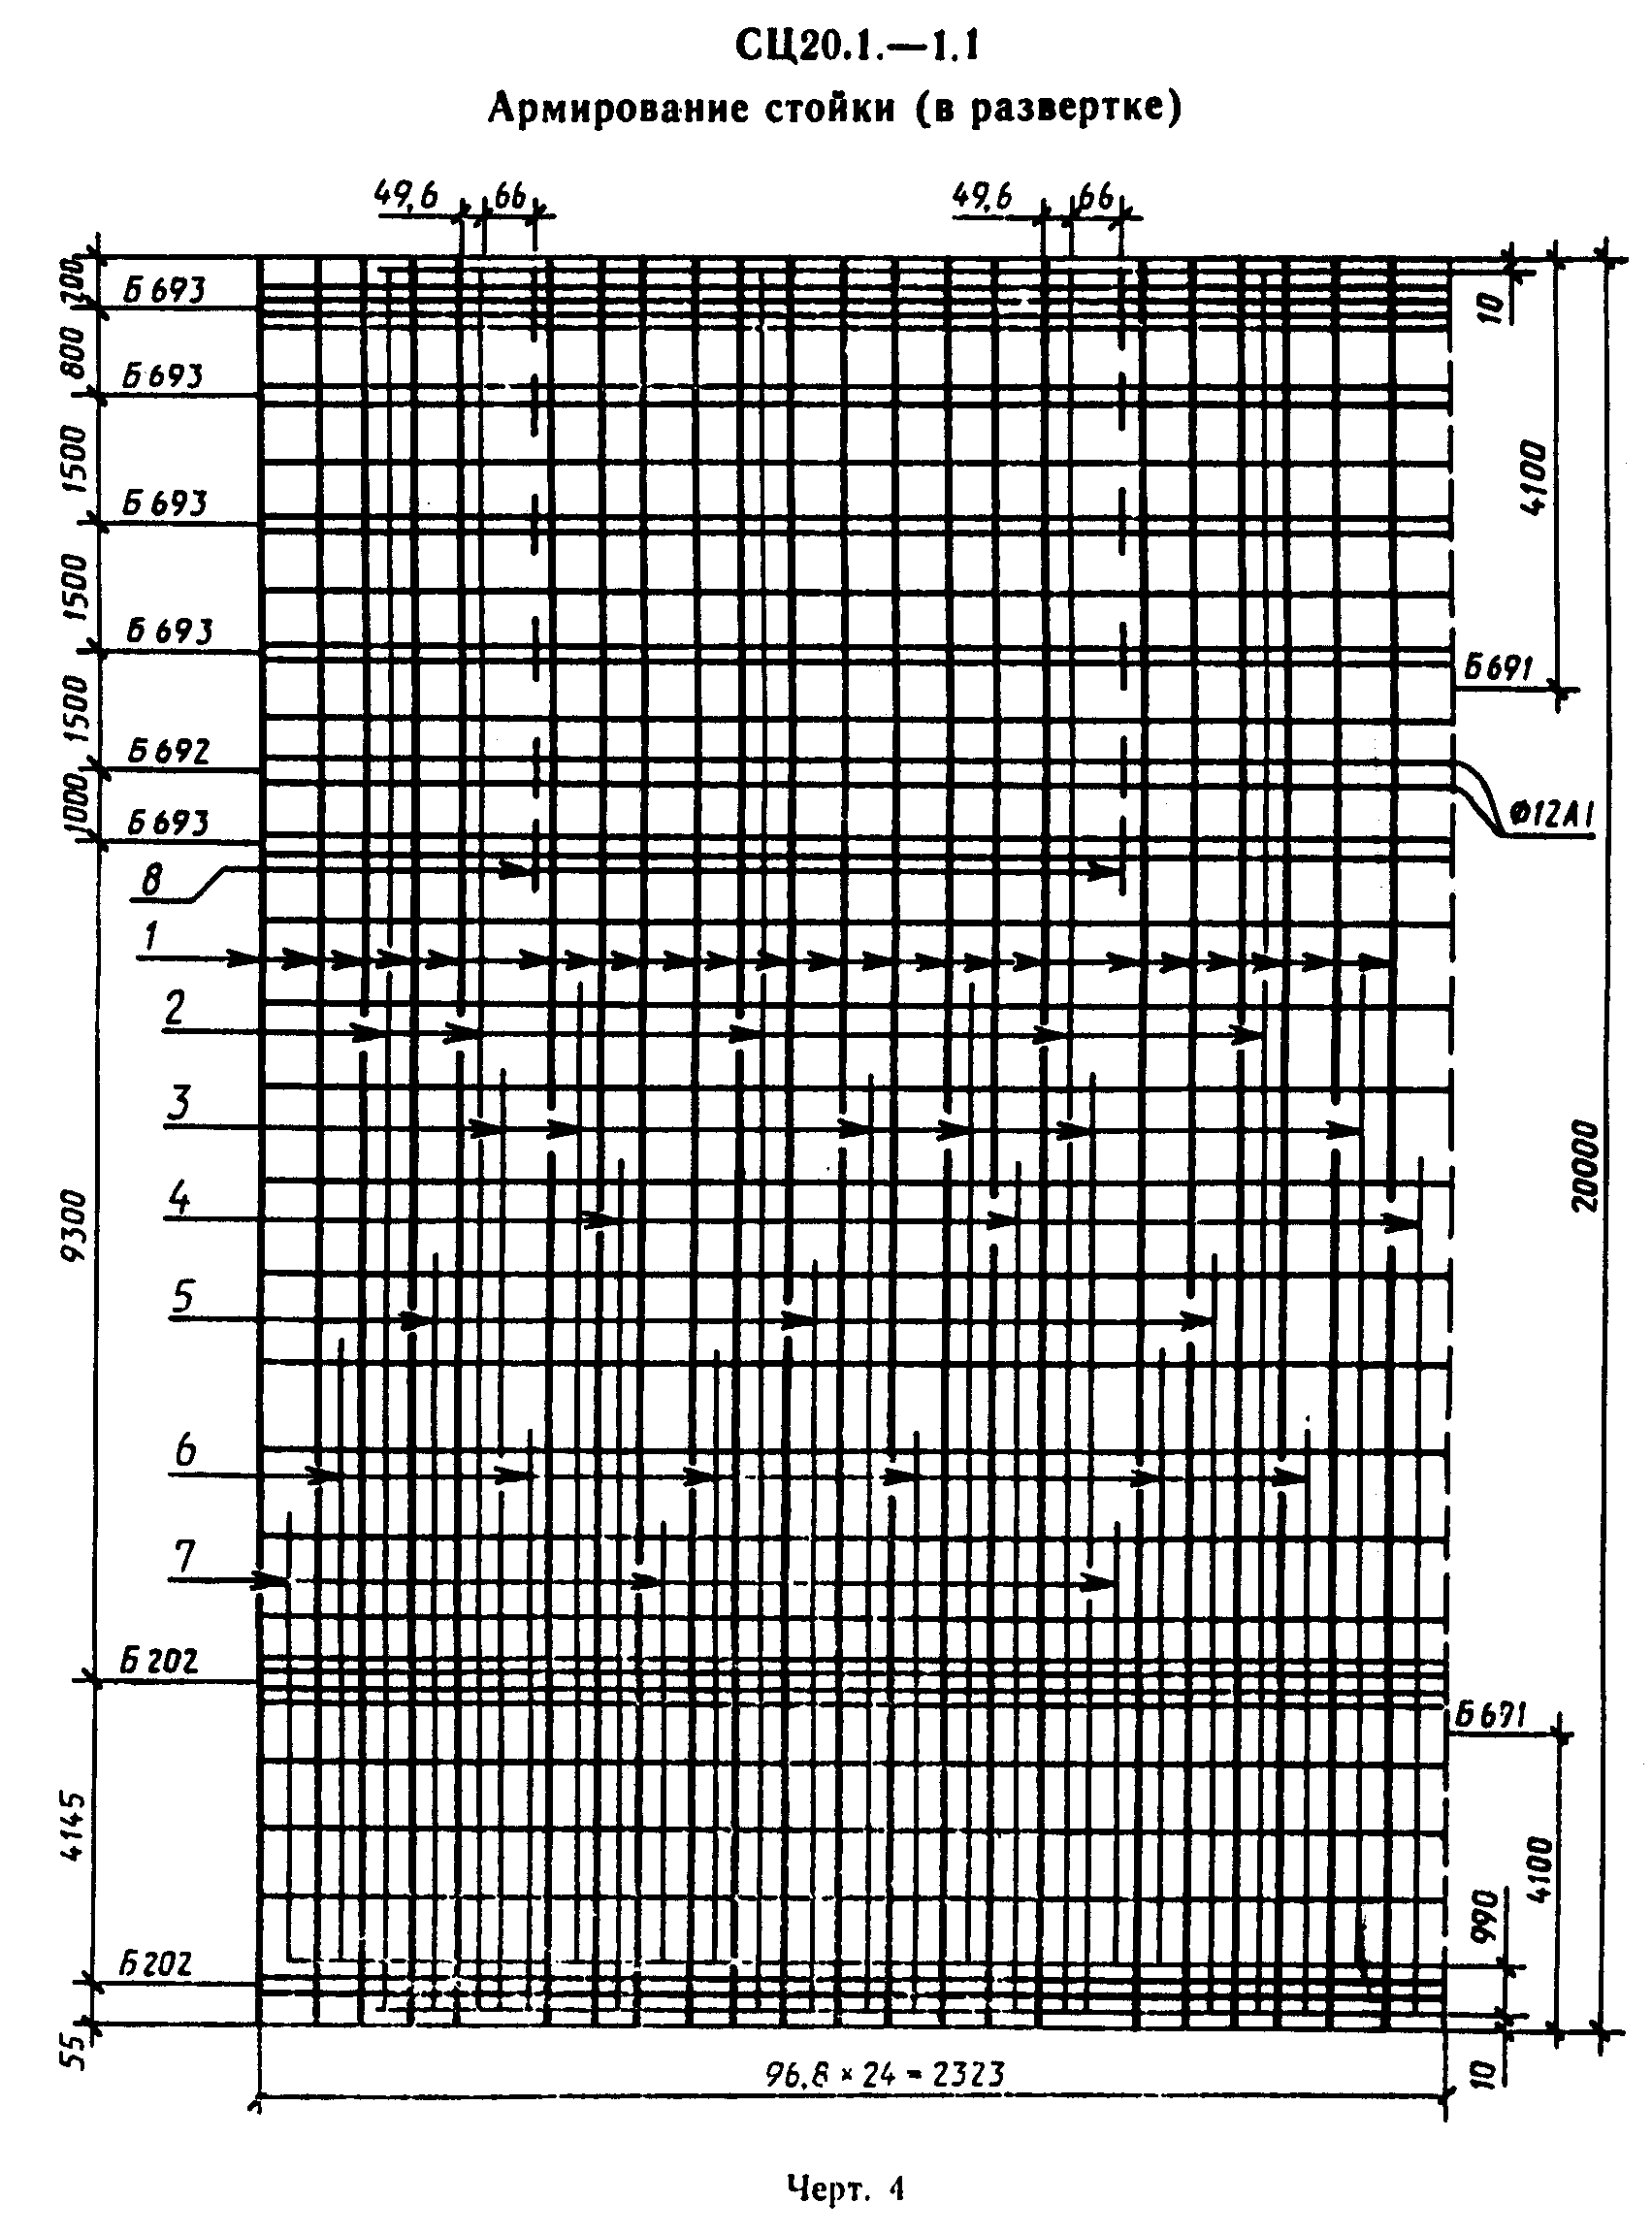 СЦ20.1.—1.1
Армирование стойки (в развертке)
49,6
66
49,6
66
200
Б 693
800
Б 693
1500
Б 693
1500
Б 693
1500
Б 692
1000
Б 693
8
1
2
3
4
9300
5
6
7
Б 202
4145
Б 202
55
10
4100
Б 691
Ф12АI
20000
Б 671
4100
990
10
96,8 × 24 = 2323
Черт. 4